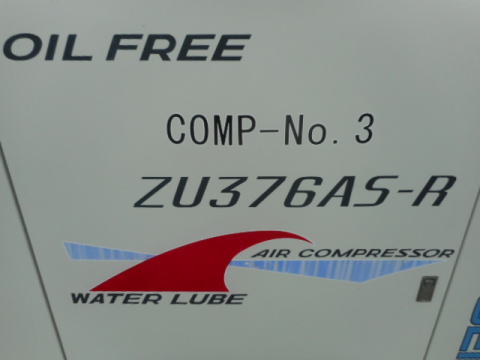 OIL FREE
COMP-No. 3
ZU376AS-R
AIR COMPRESSOR
WATER LUBE